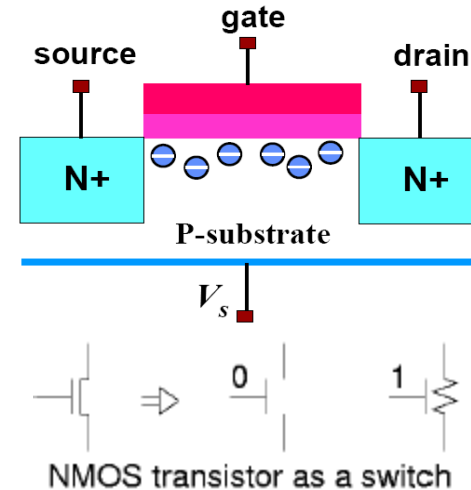 gate
source
drain
N+
N+
P-substrate
Vs
0
1
NMOS transistor as a switch